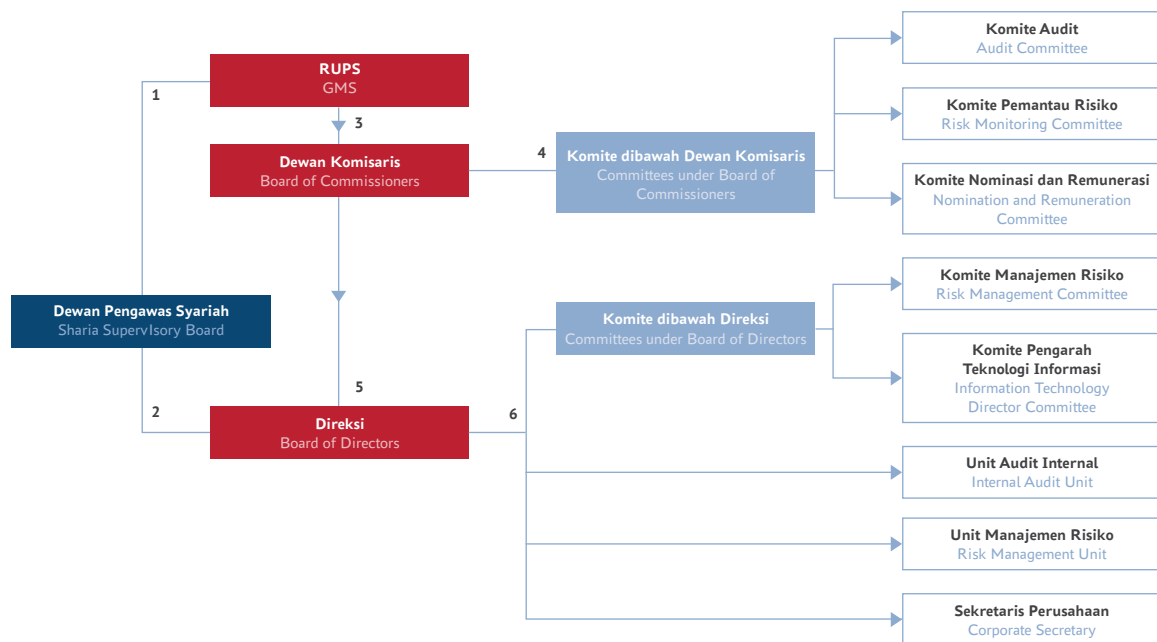 1
RUPS
GMS
3
Dewan Komisaris
Board of Commissioners
4
Komite dibawah Dewan Komisaris
Committees under Board of
Commissioners
Komite Audit
Audit Committee
Komite Pemantau Risiko
Risk Monitoring Committee
Komite Nominasi dan Remunerasi
Nomination and Remuneration
Committee
Dewan Pengawas Syariah
Sharia SupervIsory Board
2
5
Direksi
Board of Directors
6
Komite dibawah Direksi
Committees under Board of Directors
Komite Manajemen Risiko
Risk Management Committee
Komite Pengarah
Teknologi Informasi
Information Technology
Director Committee
Unit Audit Internal
Internal Audit Unit
Unit Manajemen Risiko
Risk Management Unit
Sekretaris Perusahaan
Corporate Secretary